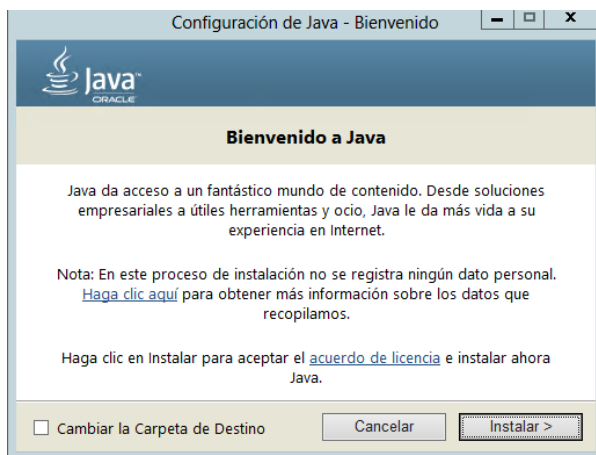 Configuración de Java - Bienvenido
Java™
ORACLE
Bienvenido a Java
Java da acceso a un fantástico mundo de contenido. Desde soluciones
empresariales a útiles herramientas y ocio, Java le da más vida a su
experiencia en Internet.
Nota: En este proceso de instalación no se registra ningún dato personal.
Haga clic aquí para obtener más información sobre los datos que
recopilamos.
Haga clic en Instalar para aceptar el acuerdo de licencia e instalar ahora
Java.
Cambiar la Carpeta de Destino
Cancelar
Instalar >